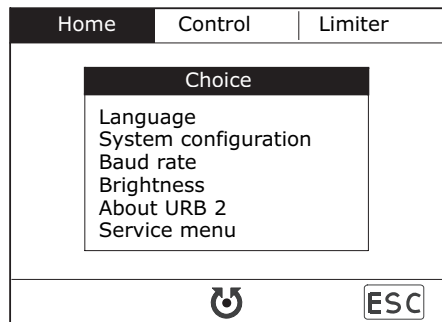 Home Control Limiter
Choice
Language
System configuration
Baud rate
Brightness
About URB 2
Service menu
ESC